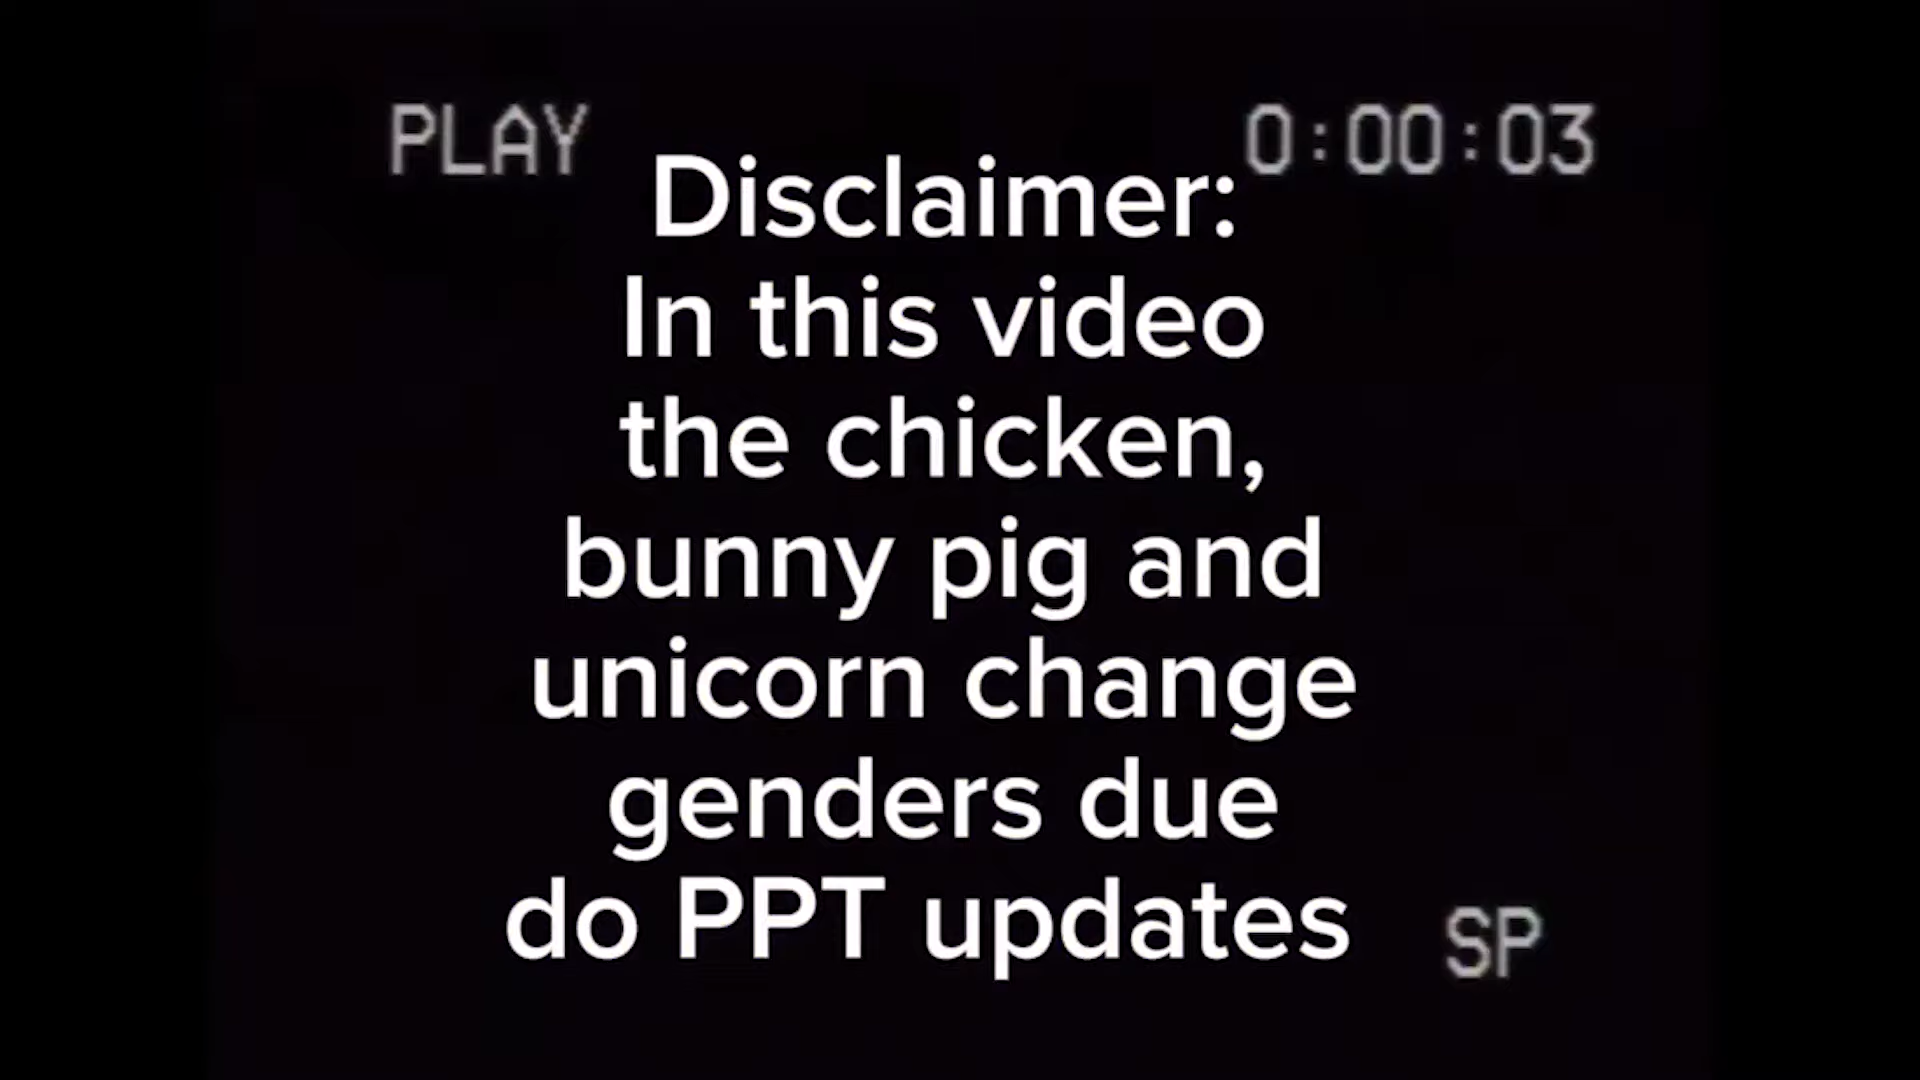 PLAY
0:00:03
Disclaimer:
In this video
the chicken,
bunny pig and
unicorn change
genders due
do PPT updates
SP